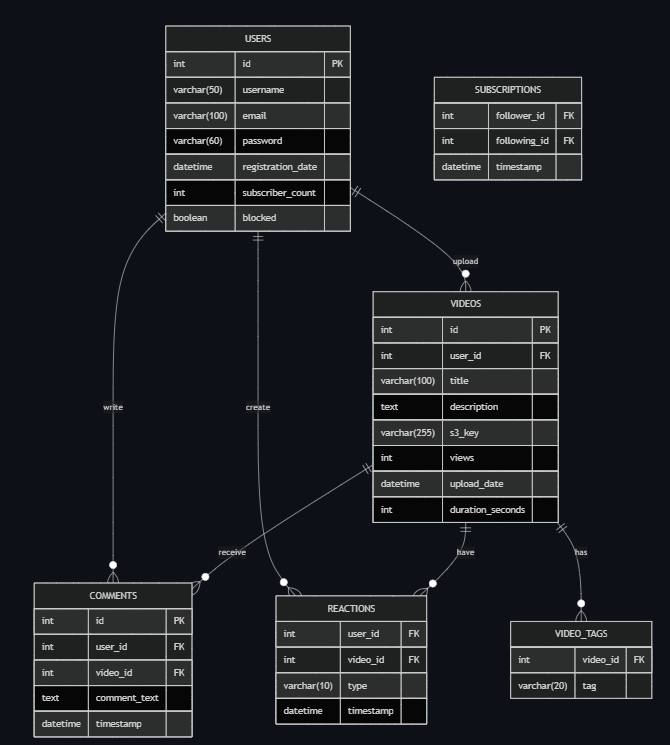 USERS
int id PK
varchar(50) username
varchar(100) email
varchar(60) password
datetime registration_date
int subscriber_count
boolean blocked
SUBSCRIPTIONS
int follower_id FK
int following_id FK
datetime timestamp
upload
VIDEOS
int id PK
int user_id FK
varchar(100) title
text description
varchar(255) s3_key
int views
datetime upload_date
int duration_seconds
write
create
receive
have
has
COMMENTS
int id PK
int user_id FK
int video_id FK
text comment_text
datetime timestamp
REACTIONS
int user_id FK
int video_id FK
varchar(10) type
datetime timestamp
VIDEO_TAGS
int video_id FK
varchar(20) tag